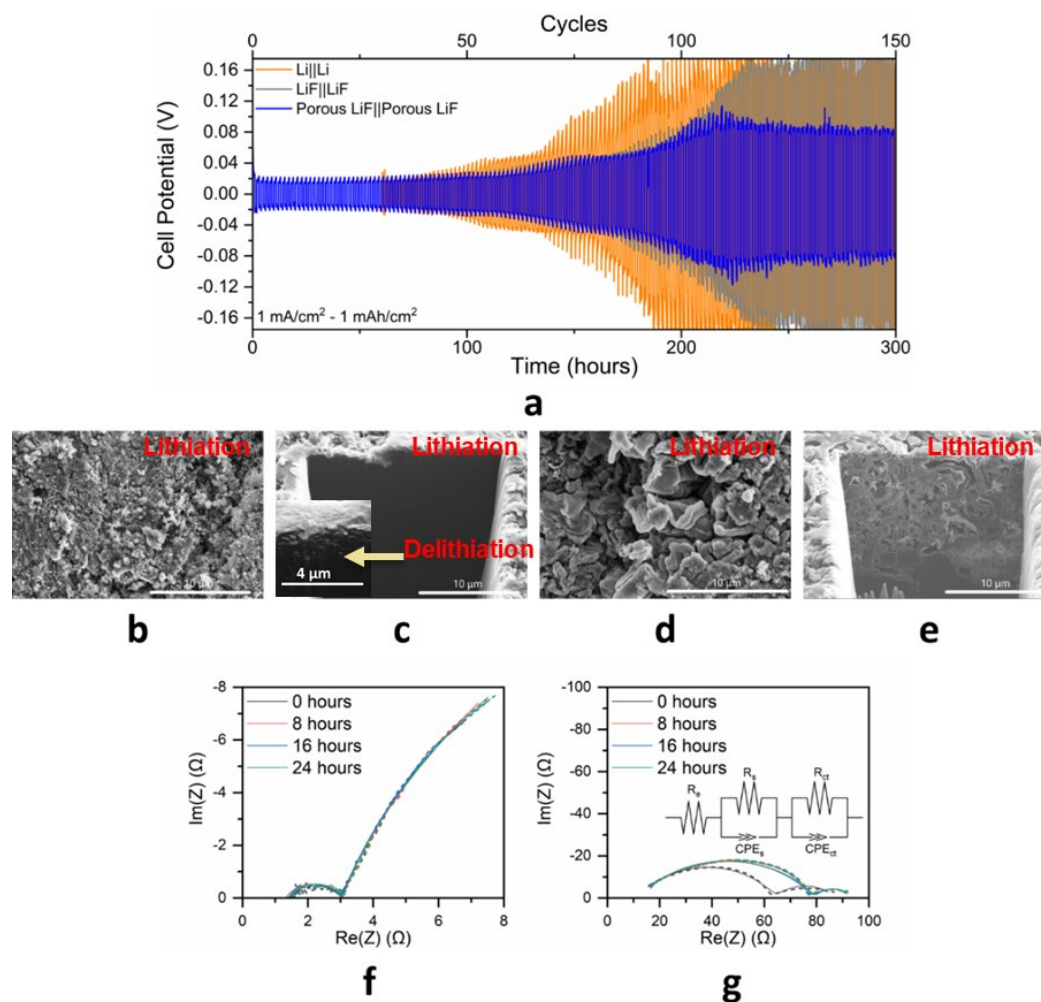 Cycles
0 50 100 150
Li||Li
LiF||LiF
Porous LiF||Porous LiF
0.16
0.12
0.08
0.04
0.00
-0.04
-0.08
-0.12
-0.16
Cell Potential (V)
1 mA/cm² - 1 mAh/cm²
0 100 200 300
Time (hours)
a
Lithiation
10 µm
b
Lithiation
Delithiation
4 µm
10 µm
c
Lithiation
10 µm
d
Lithiation
10 µm
e
-8
-6
-4
-2
0
Im(Z) (Ω)
0 hours
8 hours
16 hours
24 hours
0 2 4 6 8
Re(Z) (Ω)
f
-100
-80
-60
-40
-20
0
Im(Z) (Ω)
0 hours
8 hours
16 hours
24 hours
Re
Rs
Rct
CPEs
CPEct
0 20 40 60 80 100
Re(Z) (Ω)
g